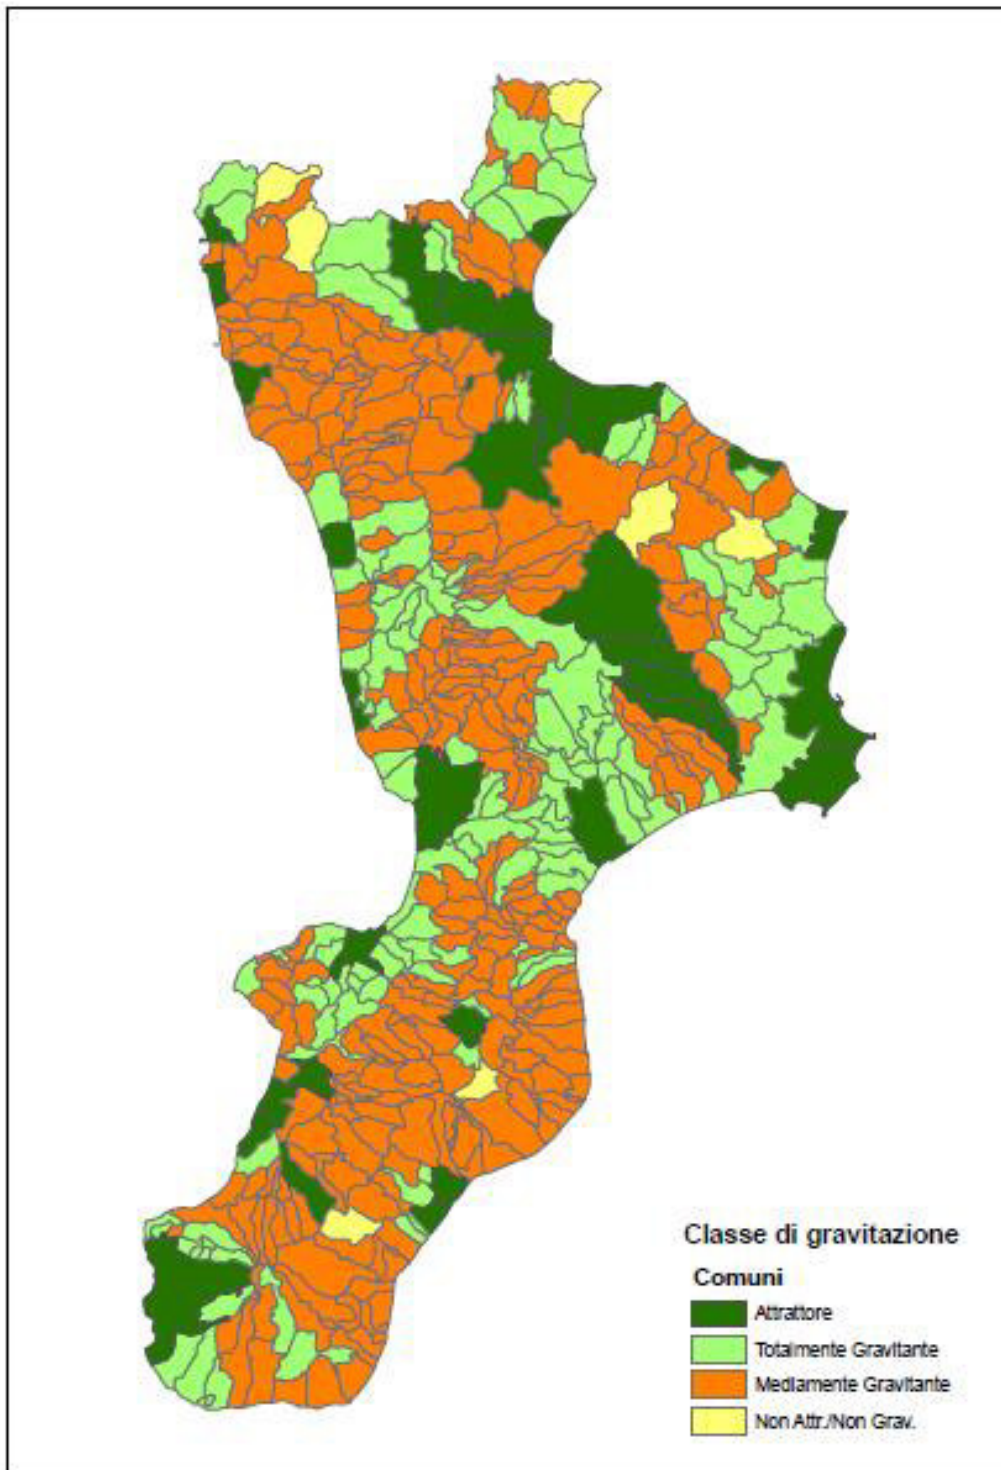 Classe di gravitazione
Comuni
Attrattore
Totalmente Gravitante
Mediamente Gravitante
Non Attr./Non Grav.